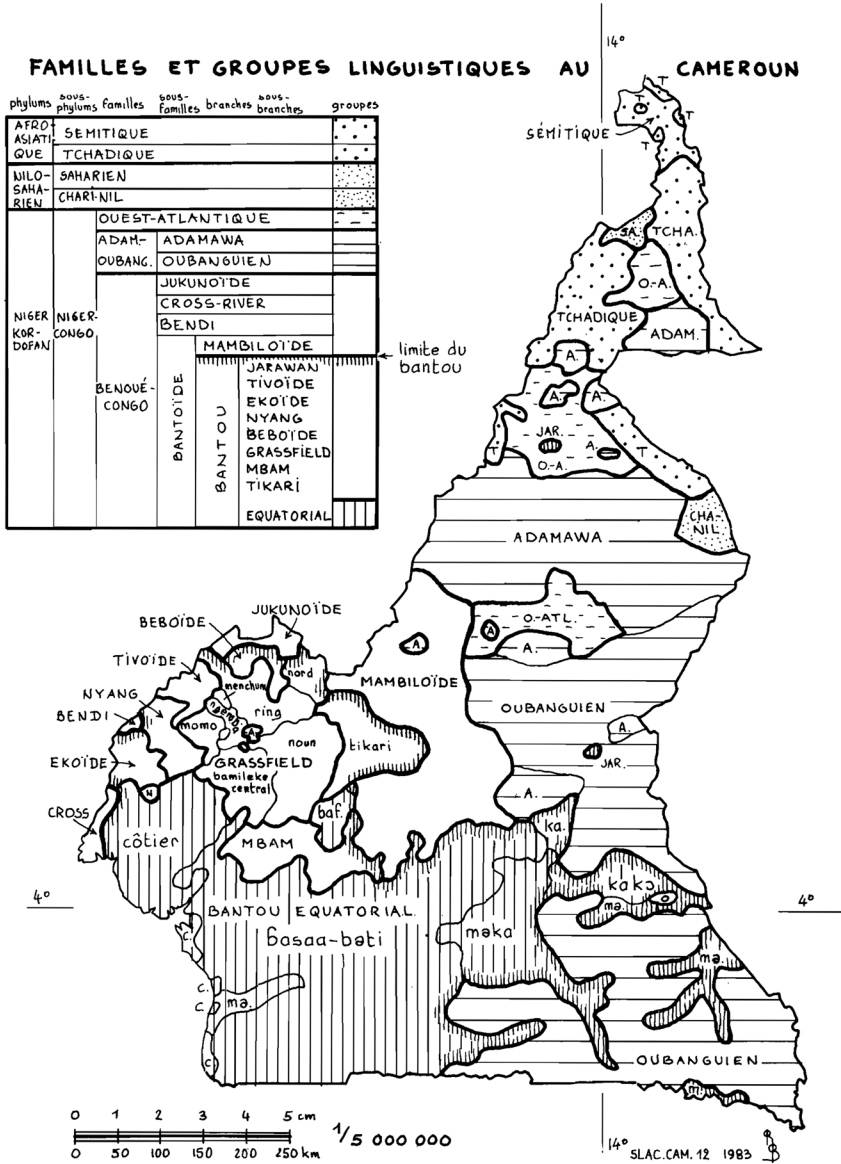 14°
FAMILLES ET GROUPES LINGUISTIQUES AU CAMEROUN
phylums sous-phylums familles sous-familles branches sous-branches groupes
AFRO-ASIATIQUE
SEMITIQUE
TCHADIQUE
NILO-SAHARIEN
SAHARIEN
CHARI-NIL
NIGER KORDOFAN
NIGER-CONGO
OUEST-ATLANTIQUE
ADAM.-OUBANG.
ADAMAWA
OUBANGUIEN
BENOUÉ-CONGO
JUKUNOÏDE
CROSS-RIVER
BENDI
BANTOÏDE
MAMBILOÏDE
limite du bantou
BANTOU
JARAWAN
TIVOÏDE
EKOÏDE
NYANG
BEBOÏDE
GRASSFIELD
MBAM
TIKARI
EQUATORIAL
T
T
T
T
SÉMITIQUE
SA.
TCHA.
O.-A.
TCHADIQUE
ADAM.
A.
A.
A.
JAR.
A.
T
O.-A.
T
CHA-NIL
ADAMAWA
JUKUNOÏDE
BEBOÏDE
O-ATL.
A
A
A.
TIVOÏDE
nord
menchum
MAMBILOÏDE
NYANG
ring
ngemba
OUBANGUIEN
BENDI
momo
A
A.
noun
tikari
EKOÏDE
GRASSFIELD
JAR.
bamileke central
N
A.
CROSS
baf.
ka.
côtier
MBAM
kakɔ
4°
4°
mə.
O
BANTOU EQUATORIAL
ɓasaa-bəti
məka
C.
mə.
C.
C.
mə.
C
OUBANGUIEN
m.
0 1 2 3 4 5 cm
0 50 100 150 200 250 km
1/5 000 000
14°
SLAC.CAM. 12 1983